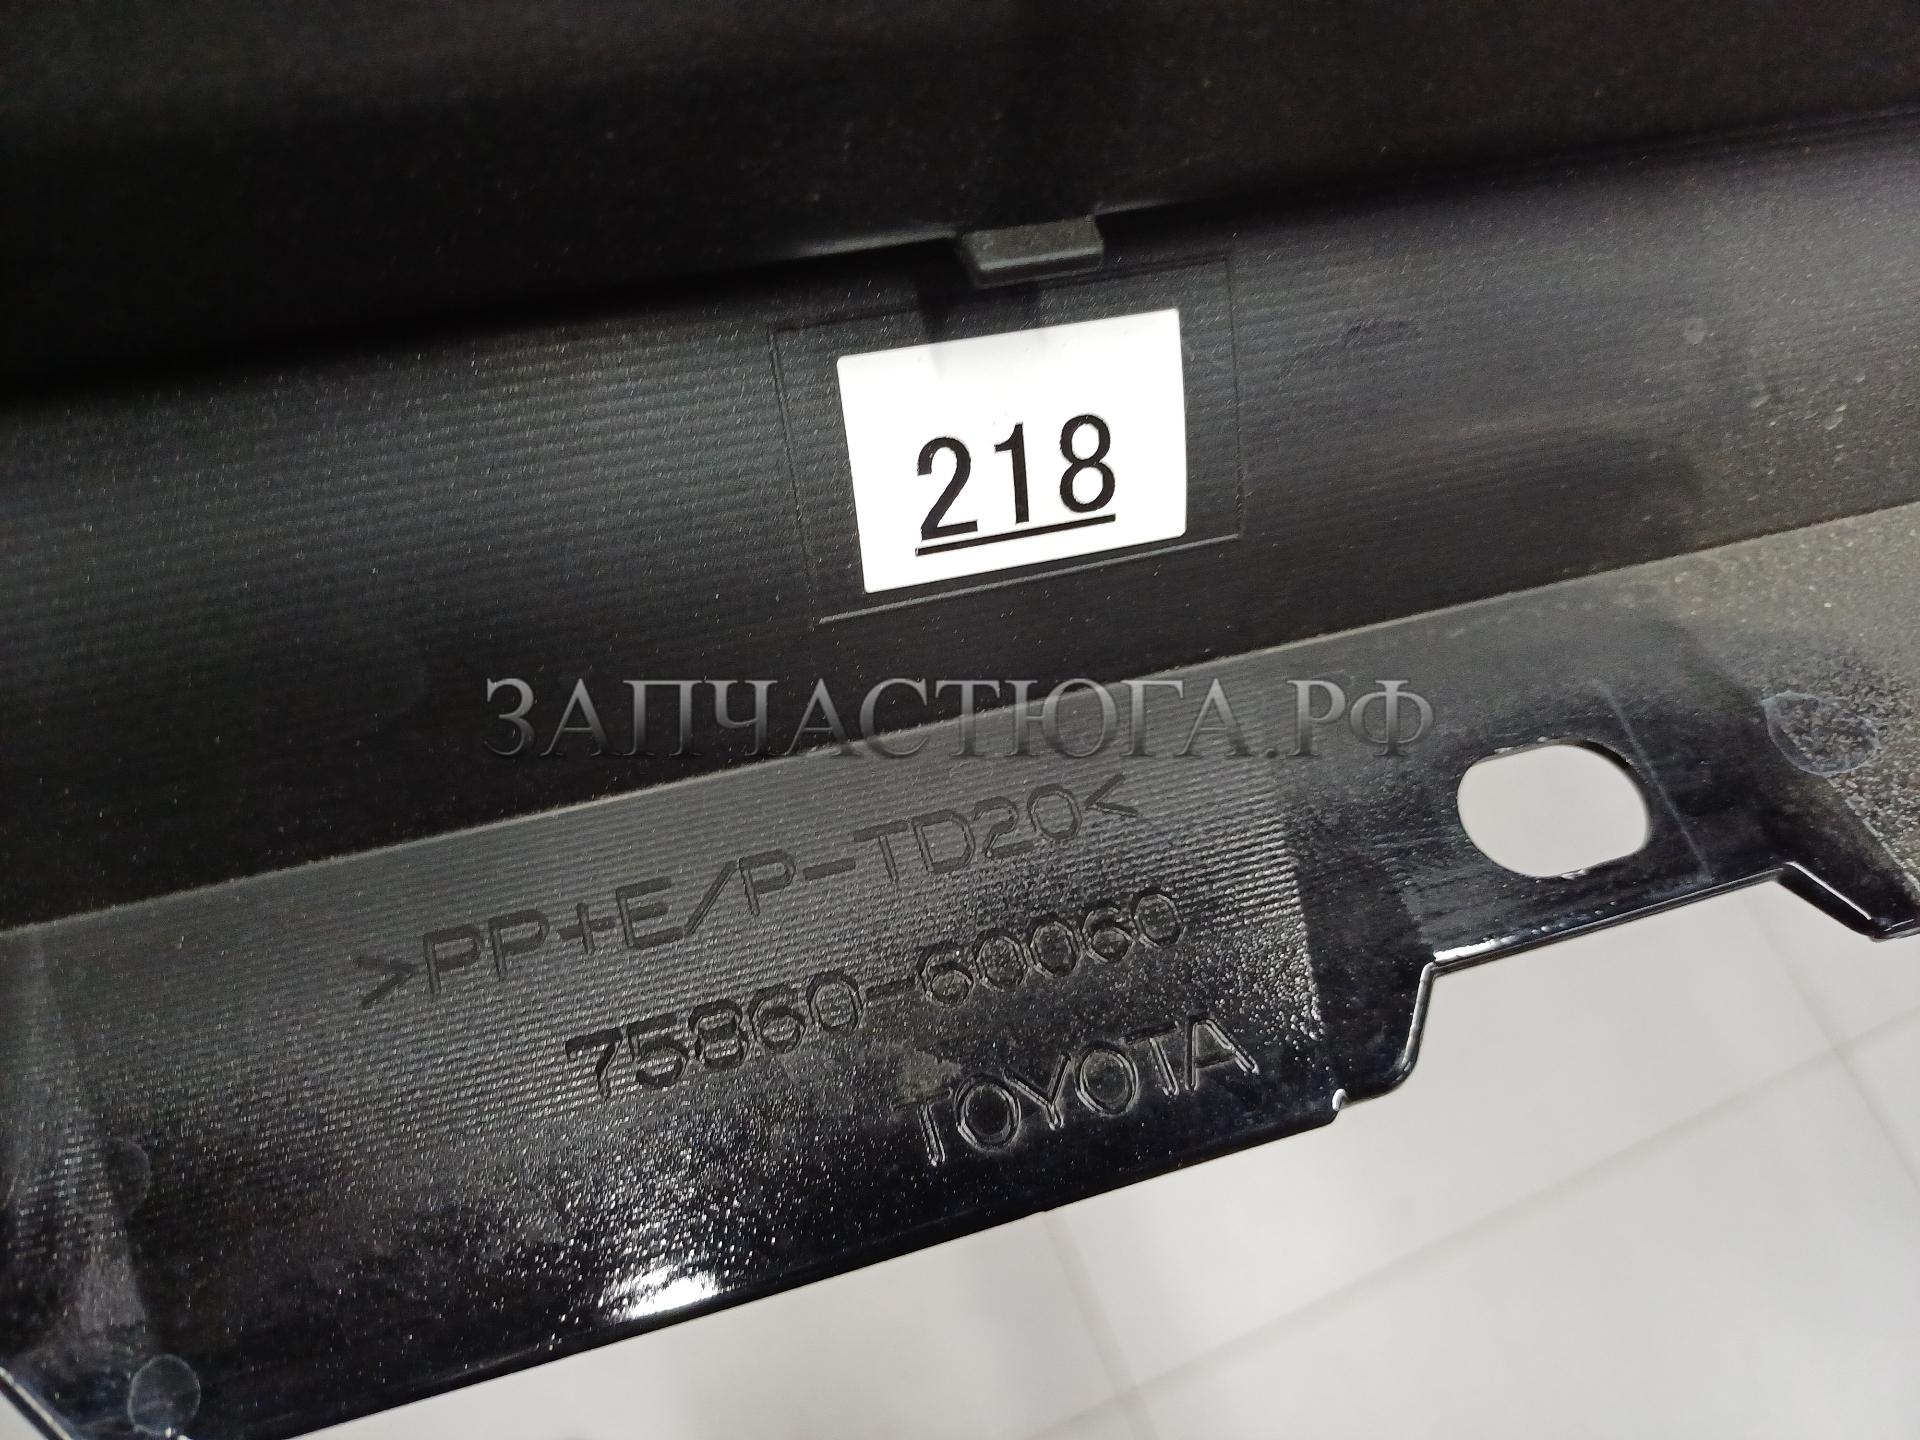 218
ЗАПЧАСТЮГА.РФ
>PP+E/P-TD20<
75860-60060
TOYOTA